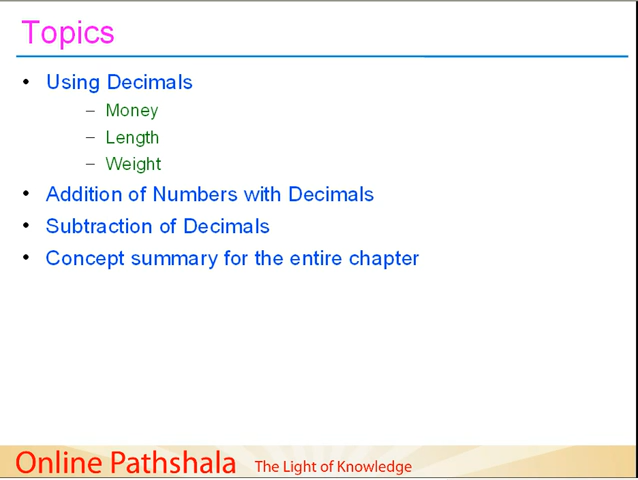 Topics
• Using Decimals
– Money
– Length
– Weight
• Addition of Numbers with Decimals
• Subtraction of Decimals
• Concept summary for the entire chapter
Online Pathshala The Light of Knowledge